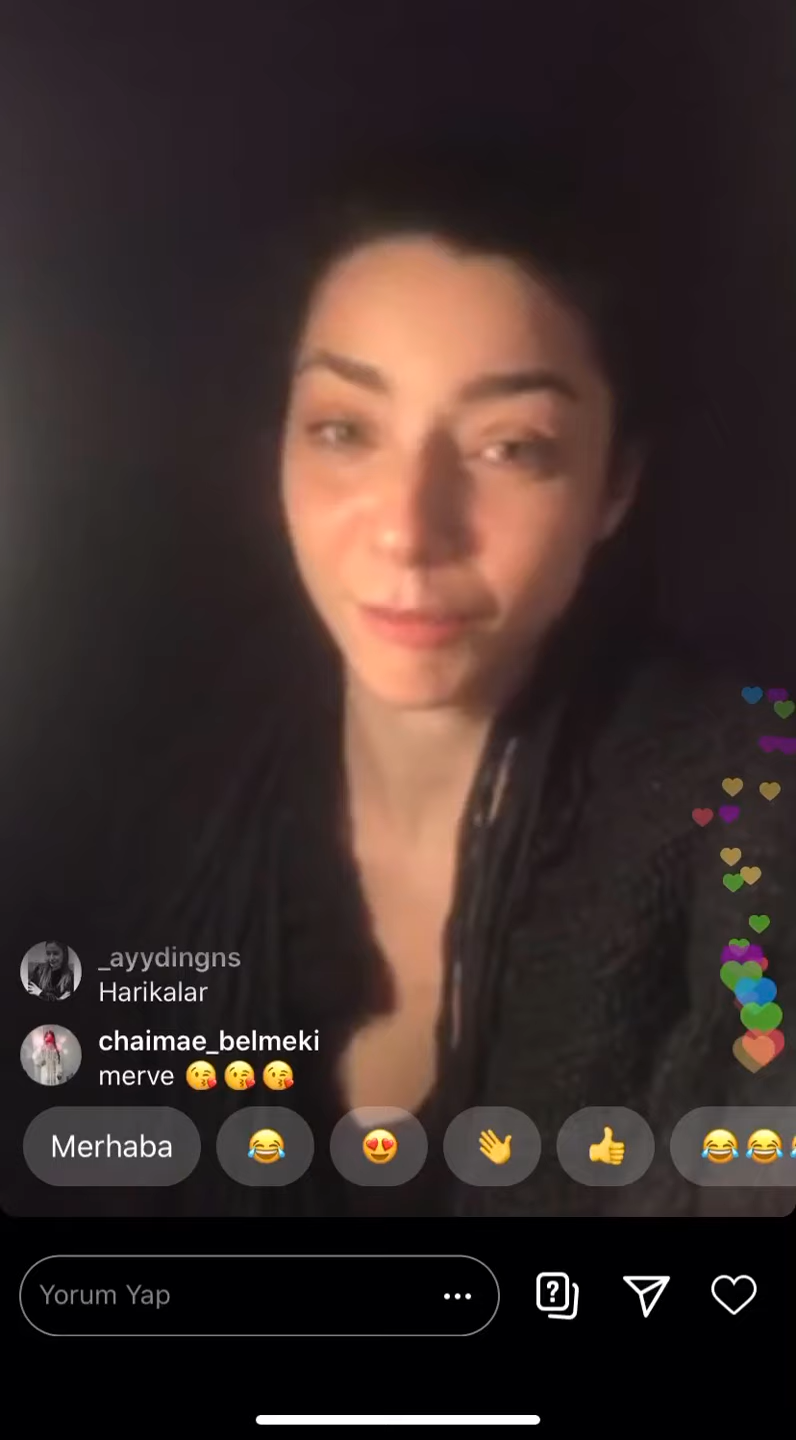 _ayydingns
Harikalar
chaimae_belmeki
merve 😘😘😘
Merhaba 😂 😍 👋 👍 😂😂
Yorum Yap
?